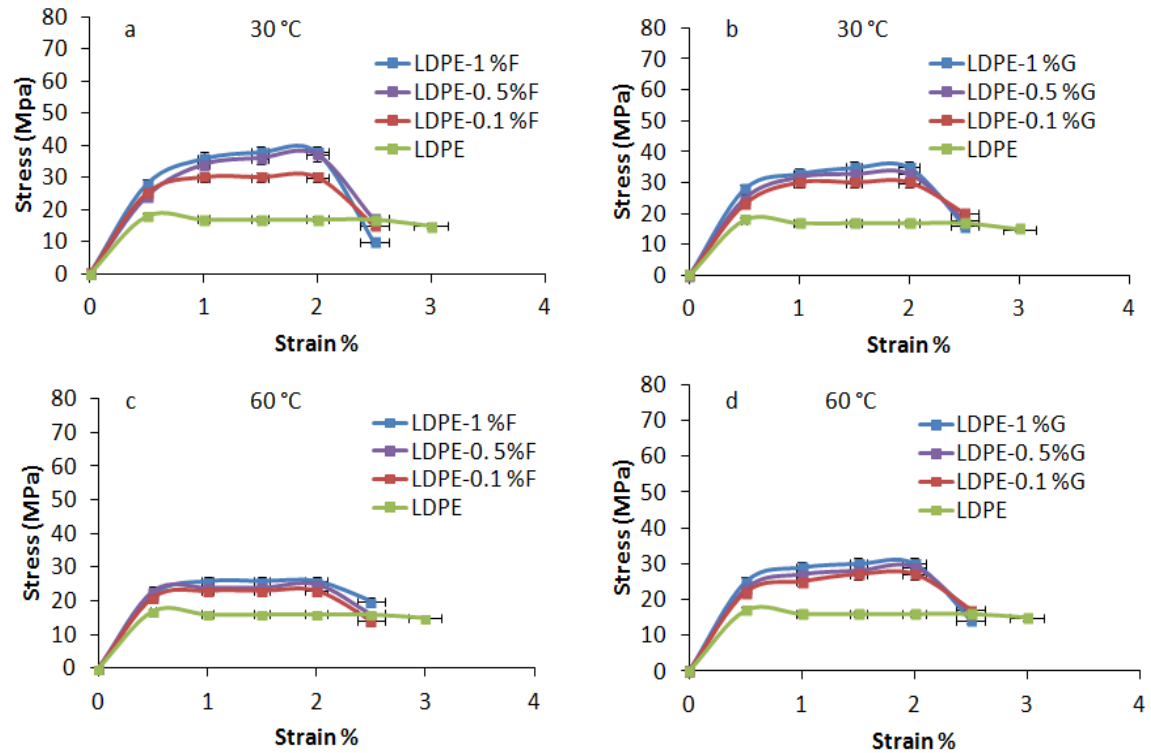 a 30 °C
80
70
60
50
40
30
20
10
0
Stress (Mpa)
LDPE-1 %F
LDPE-0.5%F
LDPE-0.1 %F
LDPE
0 1 2 3 4
Strain %
b 30 °C
80
70
60
50
40
30
20
10
0
Stress (MPa)
LDPE-1 %G
LDPE-0.5 %G
LDPE-0.1 %G
LDPE
0 1 2 3 4
Strain %
c 60 °C
80
70
60
50
40
30
20
10
0
Stress (MPa)
LDPE-1 %F
LDPE-0.5%F
LDPE-0.1 %F
LDPE
0 1 2 3 4
Strain %
d 60 °C
80
70
60
50
40
30
20
10
0
Stress (MPa)
LDPE-1 %G
LDPE-0.5%G
LDPE-0.1 %G
LDPE
0 1 2 3 4
Strain %